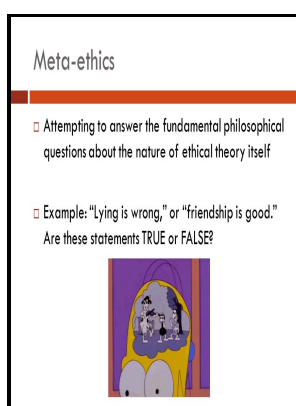 Meta-ethics
Attempting to answer the fundamental philosophical
questions about the nature of ethical theory itself
Example: “Lying is wrong,” or “friendship is good.”
Are these statements TRUE or FALSE?